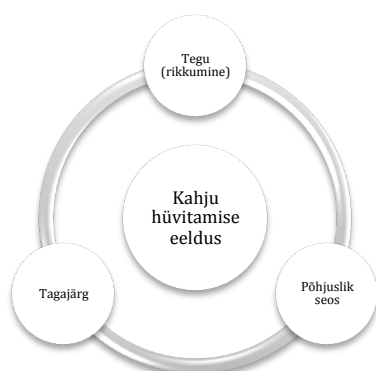 Tegu
(rikkumine)
Kahju
hüvitamise
eeldus
Tagajärg
Põhjuslik
seos